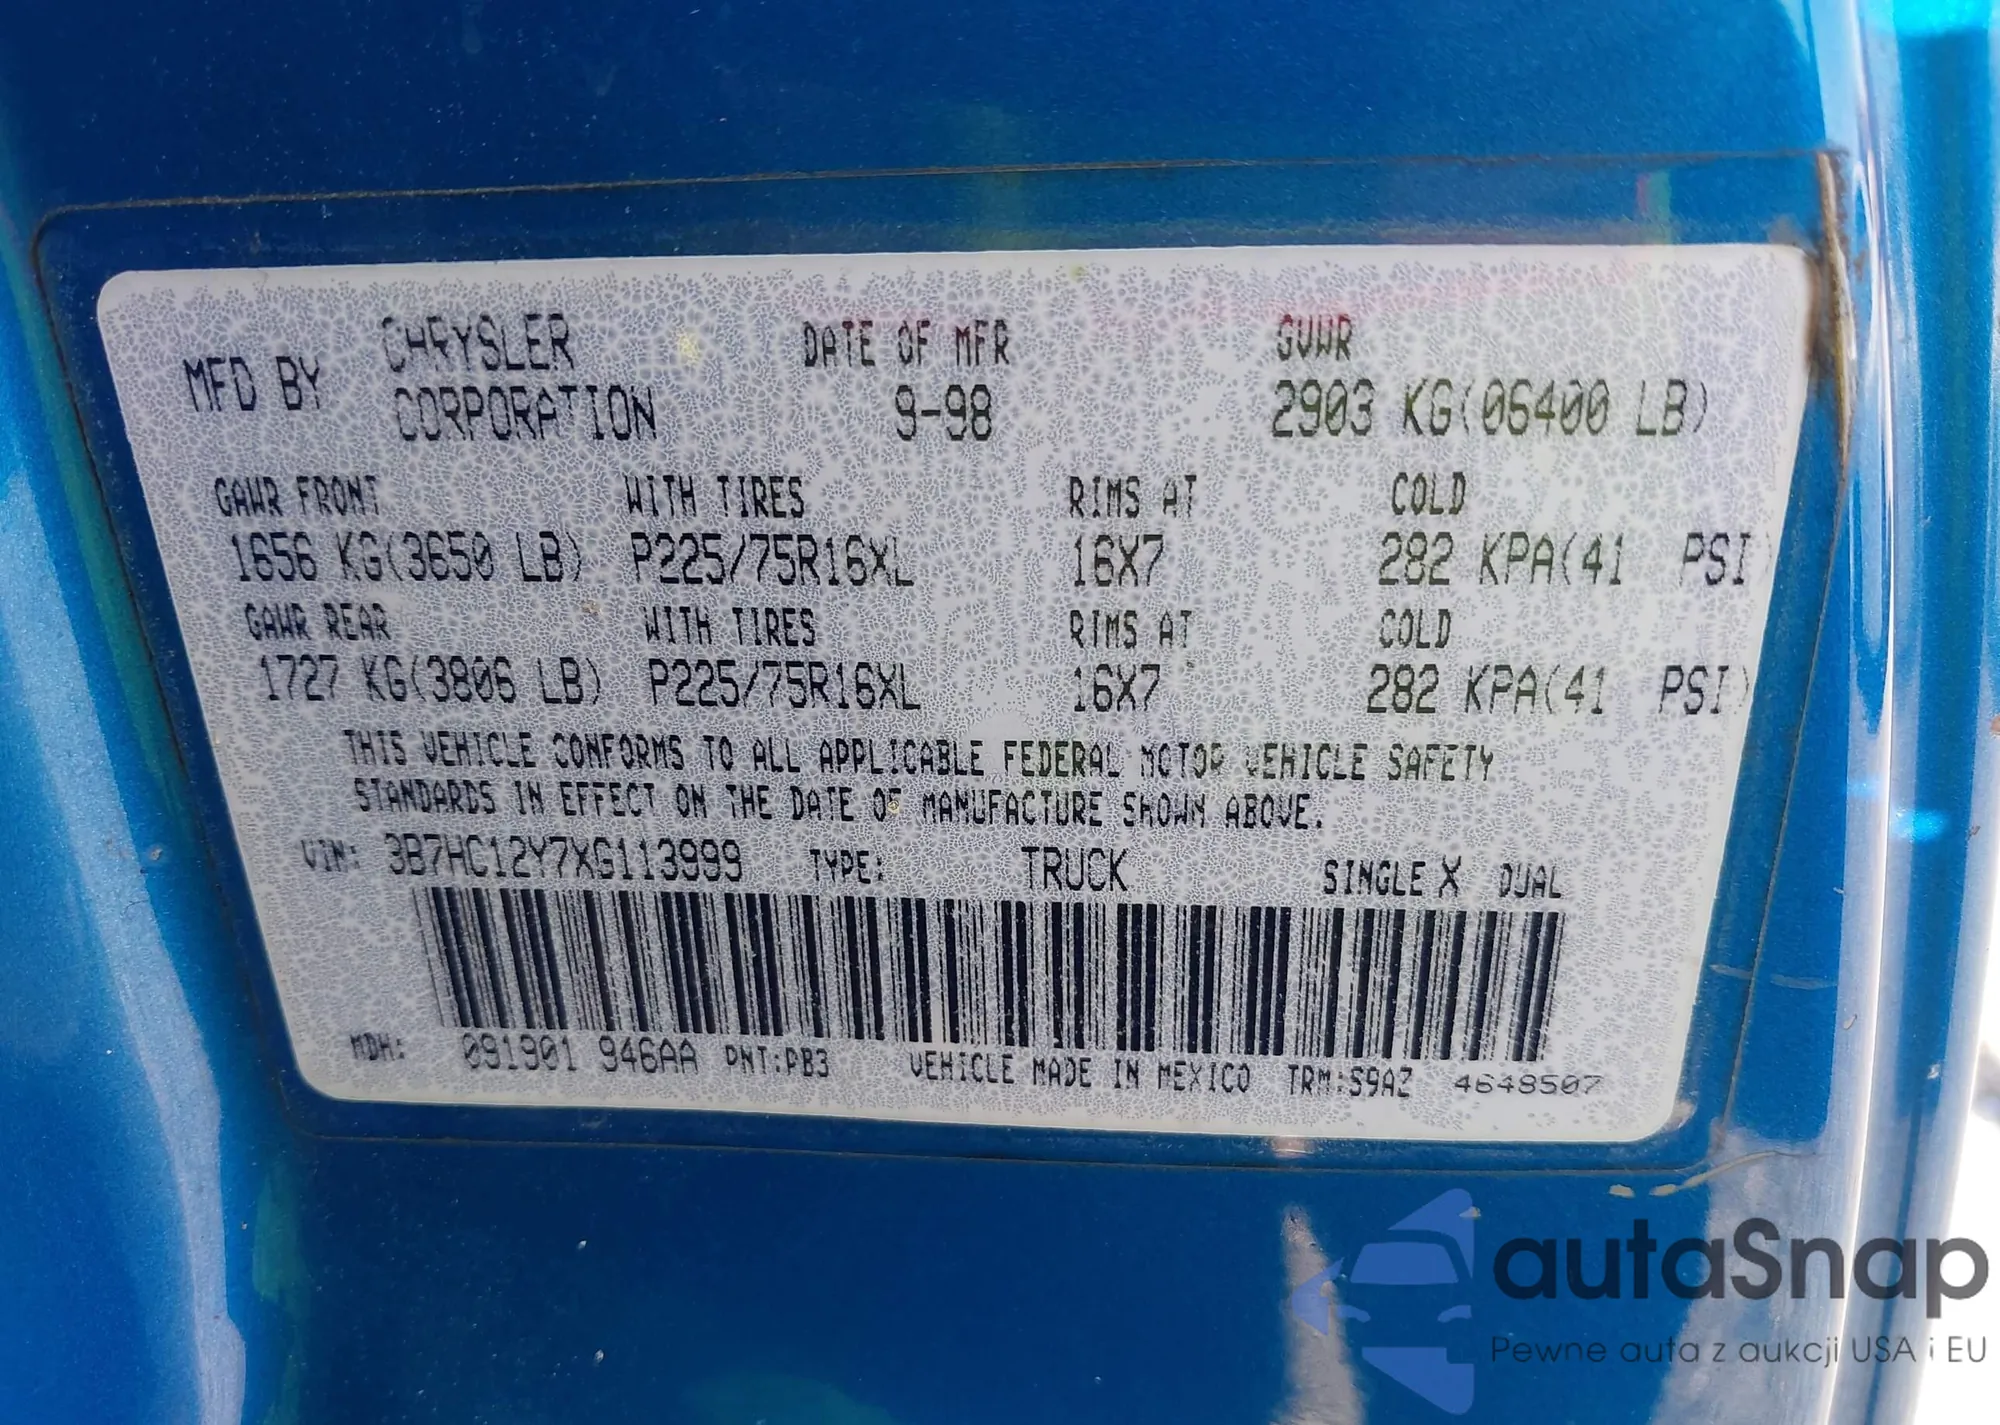 MFD BY CHRYSLER CORPORATION DATE OF MFR 9-98 GVWR 2903 KG(06400 LB)
GAWR FRONT WITH TIRES RIMS AT COLD
1656 KG(3650 LB) P225/75R16XL 16X7 282 KPA(41 PSI)
GAWR REAR WITH TIRES RIMS AT COLD
1727 KG(3806 LB) P225/75R16XL 16X7 282 KPA(41 PSI)
THIS VEHICLE CONFORMS TO ALL APPLICABLE FEDERAL MOTOR VEHICLE SAFETY
STANDARDS IN EFFECT ON THE DATE OF MANUFACTURE SHOWN ABOVE.
VIN: 3B7HC12Y7XG113999 TYPE: TRUCK SINGLE X DUAL
MDH: 091901 946AA PNT:PB3 VEHICLE MADE IN MEXICO TRM:S9AZ 4648507
autaSnap
Pewne auta z aukcji USA i EU